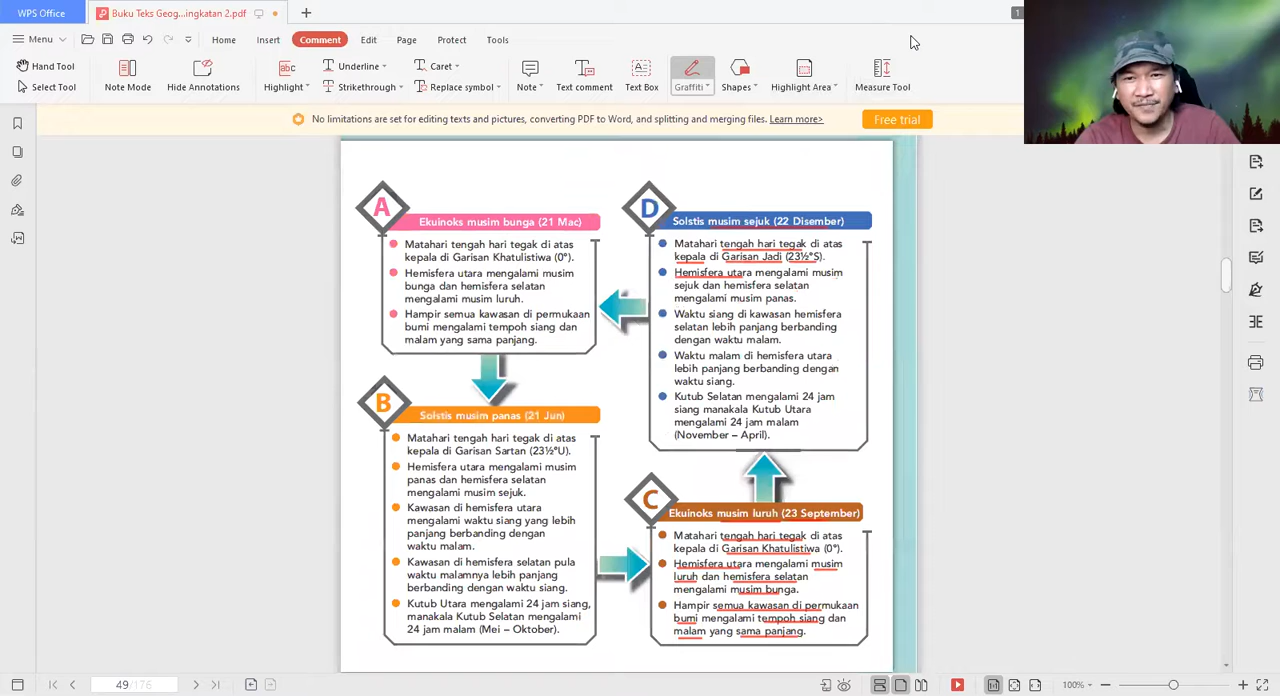 WPS Office
Buku Teks Geog...ingkatan 2.pdf
1
Menu
Home
Insert
Comment
Edit
Page
Protect
Tools
Hand Tool
Select Tool
Note Mode
Hide Annotations
abc
Highlight
Underline
Strikethrough
Caret
Replace symbol
Note
Text comment
Text Box
Graffiti
Shapes
Highlight Area
Measure Tool
No limitations are set for editing texts and pictures, converting PDF to Word, and splitting and merging files. Learn more>
Free trial
A
Ekuinoks musim bunga (21 Mac)
Matahari tengah hari tegak di atas
kepala di Garisan Khatulistiwa (0°).
Hemisfera utara mengalami musim
bunga dan hemisfera selatan
mengalami musim luruh.
Hampir semua kawasan di permukaan
bumi mengalami tempoh siang dan
malam yang sama panjang.
B
Solstis musim panas (21 Jun)
Matahari tengah hari tegak di atas
kepala di Garisan Sartan (23½°U).
Hemisfera utara mengalami musim
panas dan hemisfera selatan
mengalami musim sejuk.
Kawasan di hemisfera utara
mengalami waktu siang yang lebih
panjang berbanding dengan
waktu malam.
Kawasan di hemisfera selatan pula
waktu malamnya lebih panjang
berbanding dengan waktu siang.
Kutub Utara mengalami 24 jam siang,
manakala Kutub Selatan mengalami
24 jam malam (Mei – Oktober).
D
Solstis musim sejuk (22 Disember)
Matahari tengah hari tegak di atas
kepala di Garisan Jadi (23½°S).
Hemisfera utara mengalami musim
sejuk dan hemisfera selatan
mengalami musim panas.
Waktu siang di kawasan hemisfera
selatan lebih panjang berbanding
dengan waktu malam.
Waktu malam di hemisfera utara
lebih panjang berbanding dengan
waktu siang.
Kutub Selatan mengalami 24 jam
siang manakala Kutub Utara
mengalami 24 jam malam
(November – April).
C
Ekuinoks musim luruh (23 September)
Matahari tengah hari tegak di atas
kepala di Garisan Khatulistiwa (0°).
Hemisfera utara mengalami musim
luruh dan hemisfera selatan
mengalami musim bunga.
Hampir semua kawasan di permukaan
bumi mengalami tempoh siang dan
malam yang sama panjang.
49/176
100%